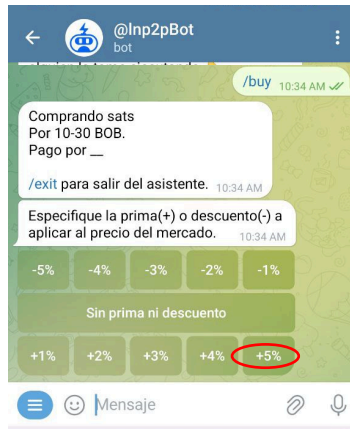 @lnp2pBot
bot
/buy 10:34 AM
Comprando sats
Por 10-30 BOB.
Pago por __
/exit para salir del asistente. 10:34 AM
Especifique la prima(+) o descuento(-) a
aplicar al precio del mercado. 10:34 AM
-5% -4% -3% -2% -1%
Sin prima ni descuento
+1% +2% +3% +4% +5%
Mensaje